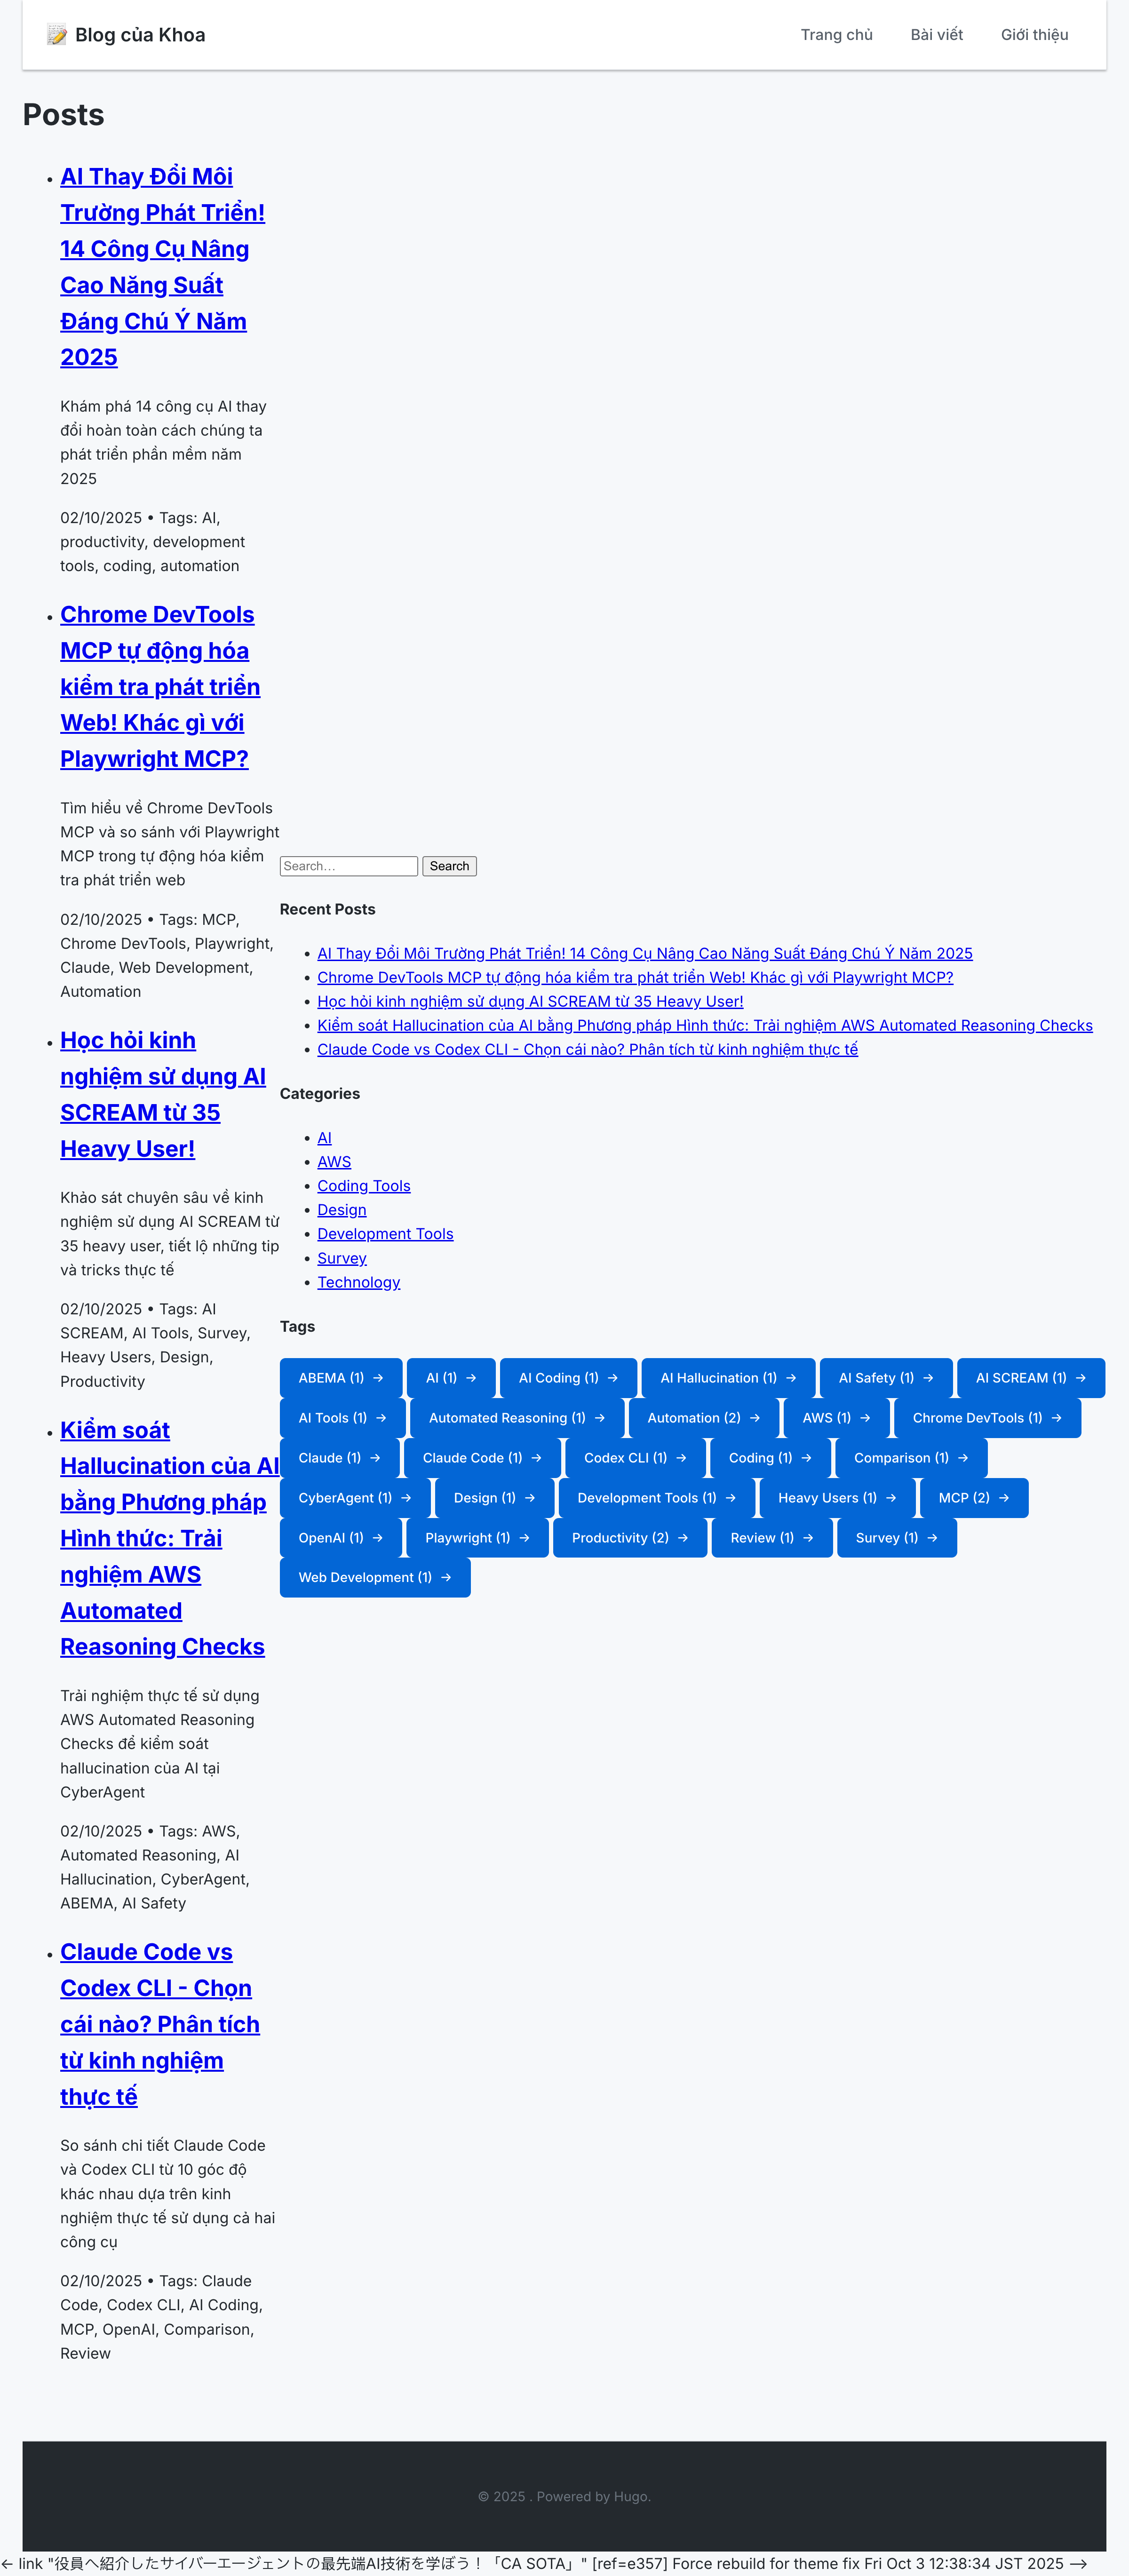 📝 Blog của Khoa
Trang chủ
Bài viết
Giới thiệu
Posts
• AI Thay Đổi Môi
Trường Phát Triển!
14 Công Cụ Nâng
Cao Năng Suất
Đáng Chú Ý Năm
2025
Khám phá 14 công cụ AI thay
đổi hoàn toàn cách chúng ta
phát triển phần mềm năm
2025
02/10/2025 • Tags: AI,
productivity, development
tools, coding, automation
• Chrome DevTools
MCP tự động hóa
kiểm tra phát triển
Web! Khác gì với
Playwright MCP?
Tìm hiểu về Chrome DevTools
MCP và so sánh với Playwright
MCP trong tự động hóa kiểm
tra phát triển web
02/10/2025 • Tags: MCP,
Chrome DevTools, Playwright,
Claude, Web Development,
Automation
• Học hỏi kinh
nghiệm sử dụng AI
SCREAM từ 35
Heavy User!
Khảo sát chuyên sâu về kinh
nghiệm sử dụng AI SCREAM từ
35 heavy user, tiết lộ những tip
và tricks thực tế
02/10/2025 • Tags: AI
SCREAM, AI Tools, Survey,
Heavy Users, Design,
Productivity
• Kiểm soát
Hallucination của AI
bằng Phương pháp
Hình thức: Trải
nghiệm AWS
Automated
Reasoning Checks
Trải nghiệm thực tế sử dụng
AWS Automated Reasoning
Checks để kiểm soát
hallucination của AI tại
CyberAgent
02/10/2025 • Tags: AWS,
Automated Reasoning, AI
Hallucination, CyberAgent,
ABEMA, AI Safety
• Claude Code vs
Codex CLI - Chọn
cái nào? Phân tích
từ kinh nghiệm
thực tế
So sánh chi tiết Claude Code
và Codex CLI từ 10 góc độ
khác nhau dựa trên kinh
nghiệm thực tế sử dụng cả hai
công cụ
02/10/2025 • Tags: Claude
Code, Codex CLI, AI Coding,
MCP, OpenAI, Comparison,
Review
Search... Search
Recent Posts
• AI Thay Đổi Môi Trường Phát Triển! 14 Công Cụ Nâng Cao Năng Suất Đáng Chú Ý Năm 2025
• Chrome DevTools MCP tự động hóa kiểm tra phát triển Web! Khác gì với Playwright MCP?
• Học hỏi kinh nghiệm sử dụng AI SCREAM từ 35 Heavy User!
• Kiểm soát Hallucination của AI bằng Phương pháp Hình thức: Trải nghiệm AWS Automated Reasoning Checks
• Claude Code vs Codex CLI - Chọn cái nào? Phân tích từ kinh nghiệm thực tế
Categories
• AI
• AWS
• Coding Tools
• Design
• Development Tools
• Survey
• Technology
Tags
ABEMA (1) → AI (1) → AI Coding (1) → AI Hallucination (1) → AI Safety (1) → AI SCREAM (1) →
AI Tools (1) → Automated Reasoning (1) → Automation (2) → AWS (1) → Chrome DevTools (1) →
Claude (1) → Claude Code (1) → Codex CLI (1) → Coding (1) → Comparison (1) →
CyberAgent (1) → Design (1) → Development Tools (1) → Heavy Users (1) → MCP (2) →
OpenAI (1) → Playwright (1) → Productivity (2) → Review (1) → Survey (1) →
Web Development (1) →
© 2025 . Powered by Hugo.
← link "役員へ紹介したサイバーエージェントの最先端AI技術を学ぼう！「CA SOTA」" [ref=e357] Force rebuild for theme fix Fri Oct 3 12:38:34 JST 2025 →